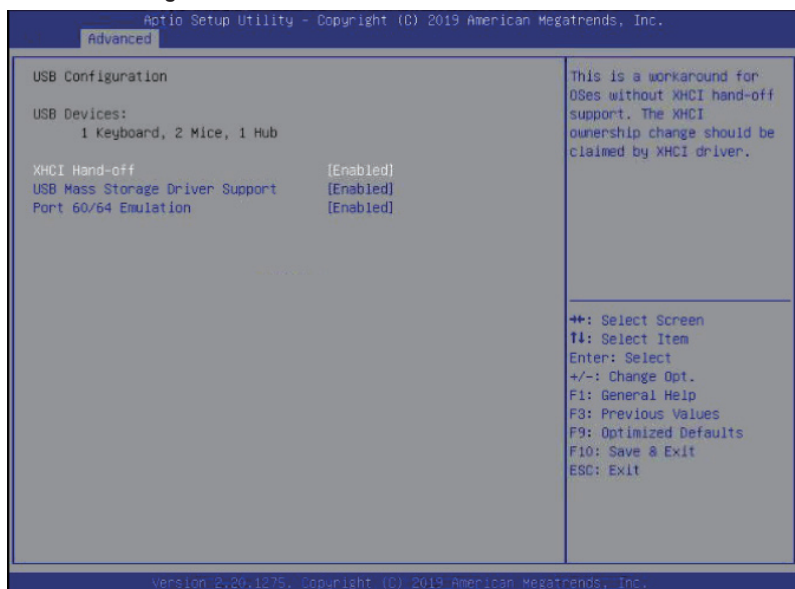 Aptio Setup Utility - Copyright (C) 2019 American Megatrends, Inc.
Advanced
USB Configuration
USB Devices:
1 Keyboard, 2 Mice, 1 Hub
XHCI Hand-off [Enabled]
USB Mass Storage Driver Support [Enabled]
Port 60/64 Emulation [Enabled]
This is a workaround for
OSes without XHCI hand-off
support. The XHCI
ownership change should be
claimed by XHCI driver.
→←: Select Screen
↑↓: Select Item
Enter: Select
+/-: Change Opt.
F1: General Help
F3: Previous Values
F9: Optimized Defaults
F10: Save & Exit
ESC: Exit
Version 2.20.1275. Copyright (C) 2019 American Megatrends, Inc.